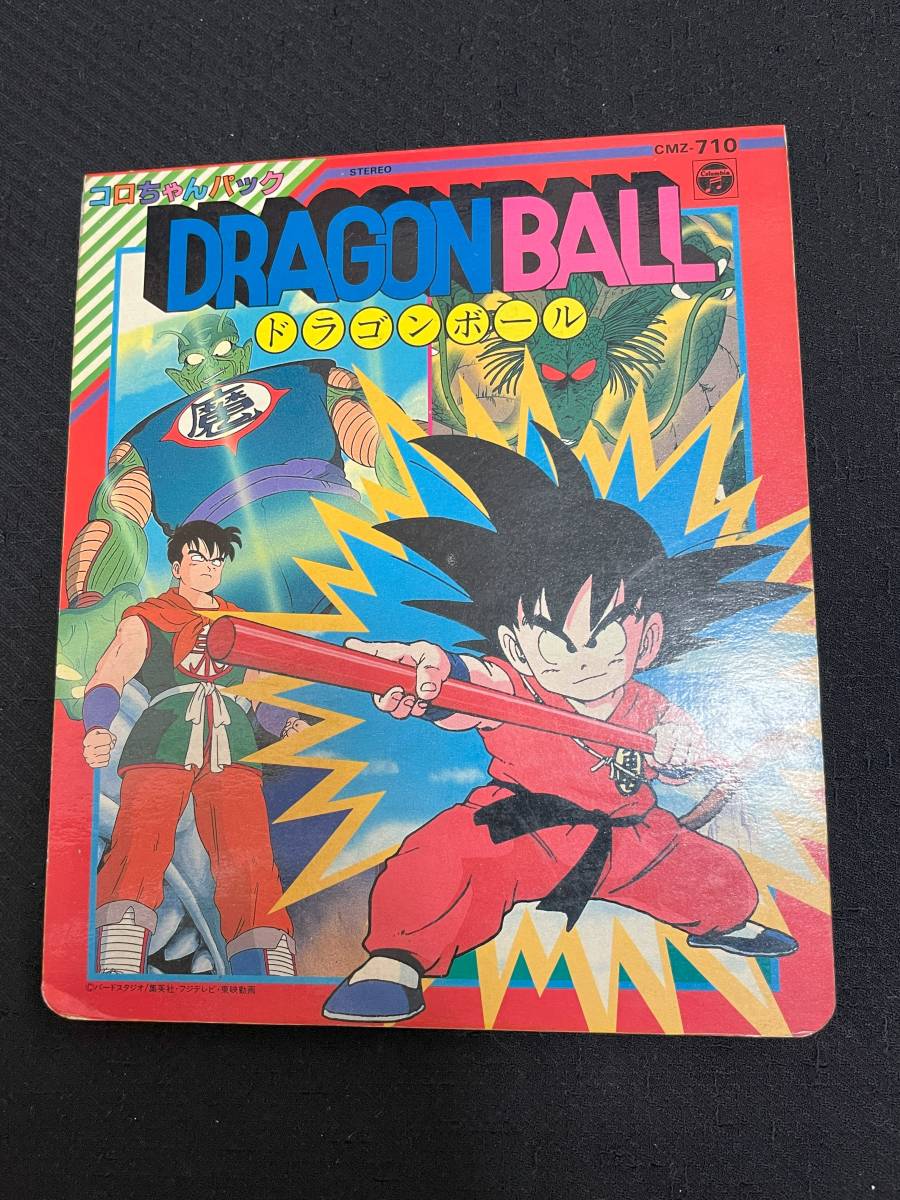 CMZ-710
Columbia
STEREO
コロちゃんパック
DRAGON BALL
ドラゴンボール
魔
©バードスタジオ/集英社・フジテレビ・東映動画